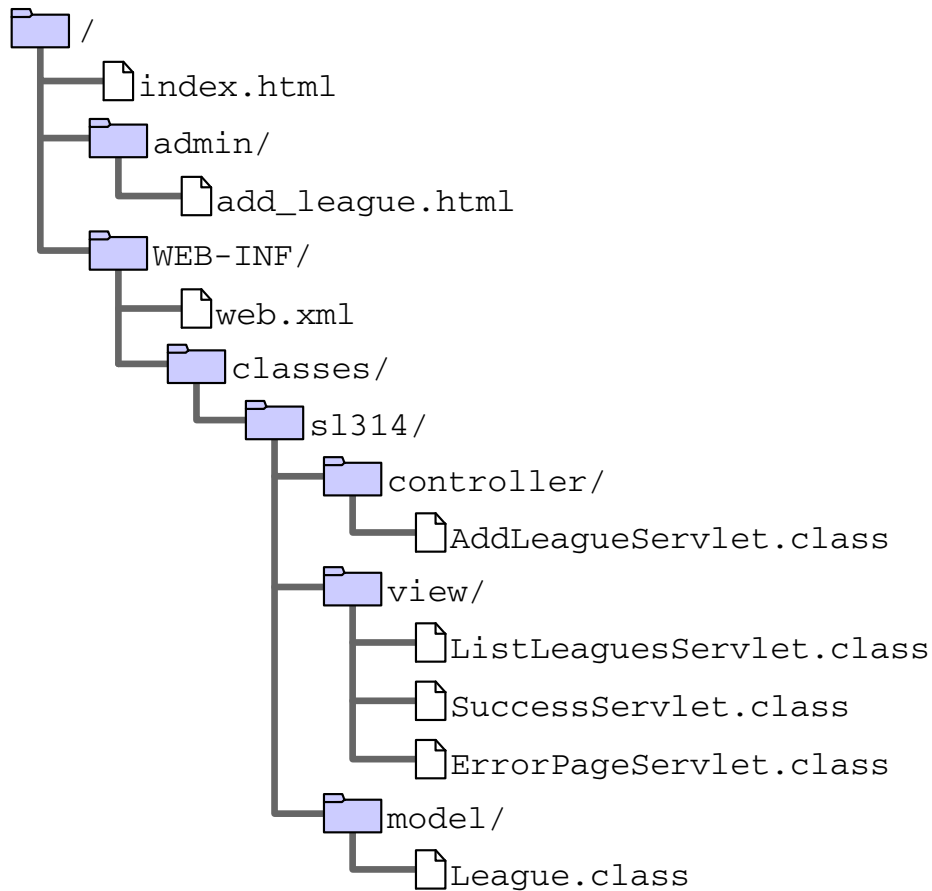 /
index.html
admin/
add_league.html
WEB-INF/
web.xml
classes/
sl314/
controller/
AddLeagueServlet.class
view/
ListLeaguesServlet.class
SuccessServlet.class
ErrorPageServlet.class
model/
League.class